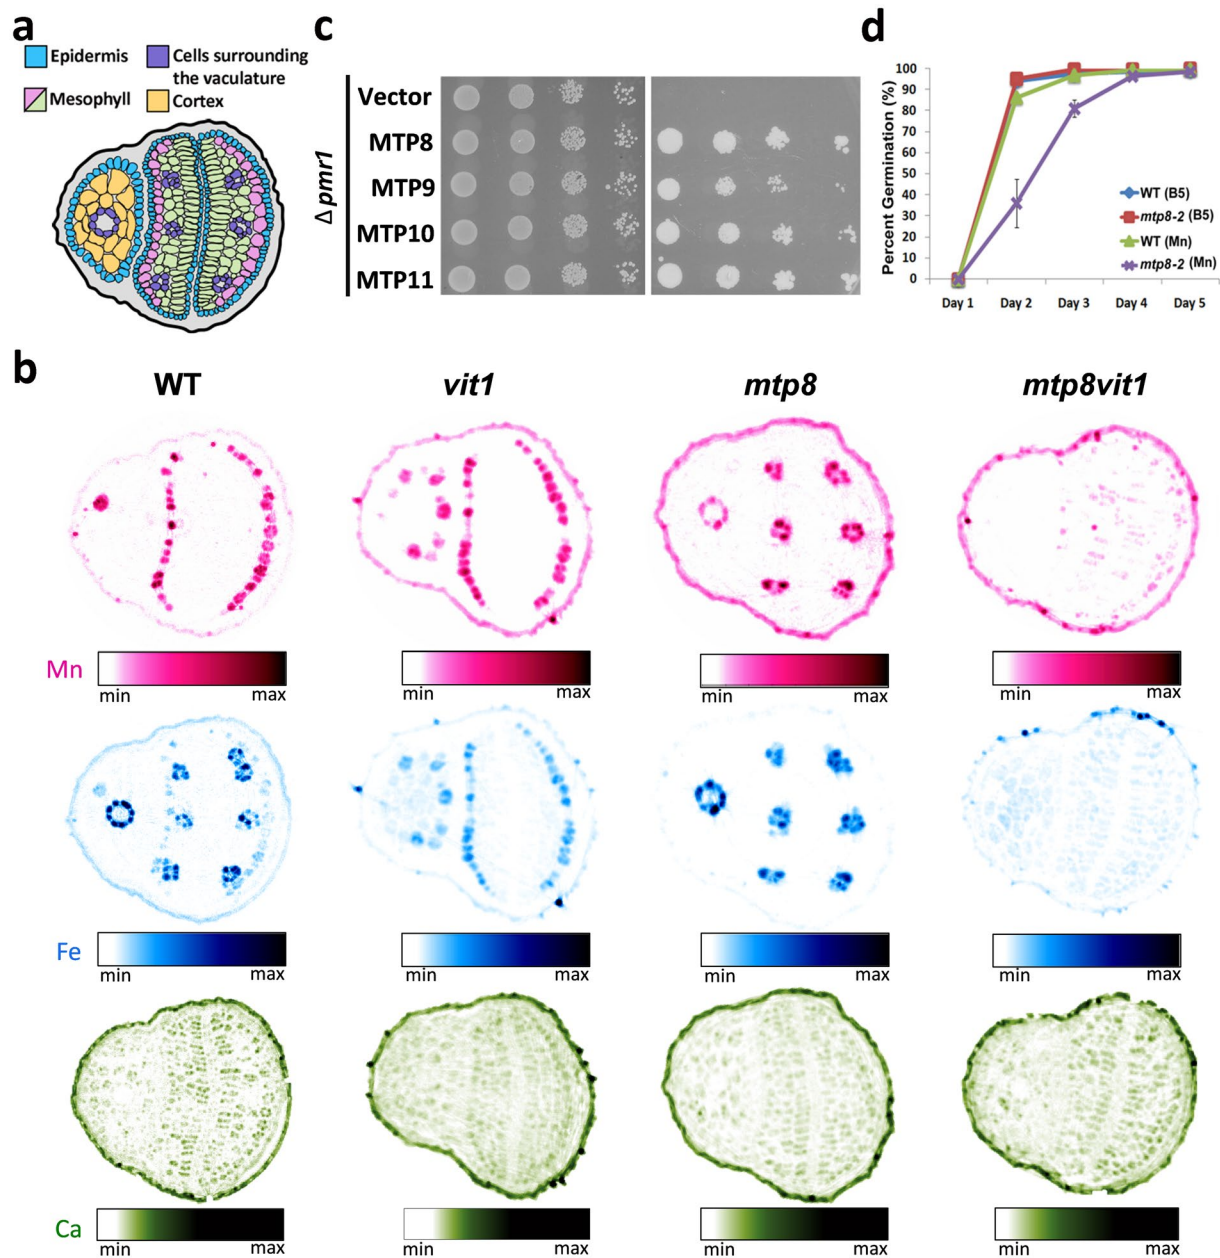 a
Epidermis
Cells surrounding
the vaculature
Mesophyll
Cortex
c
Δ pmr1
Vector
MTP8
MTP9
MTP10
MTP11
d
Percent Germination (%)
100
90
80
70
60
50
40
30
20
10
0
Day 1 Day 2 Day 3 Day 4 Day 5
WT (B5)
mtp8-2 (B5)
WT (Mn)
mtp8-2 (Mn)
b
WT vit1 mtp8 mtp8vit1
Mn
min max min max min max min max
Fe
min max min max min max min max
Ca
min max min max min max min max